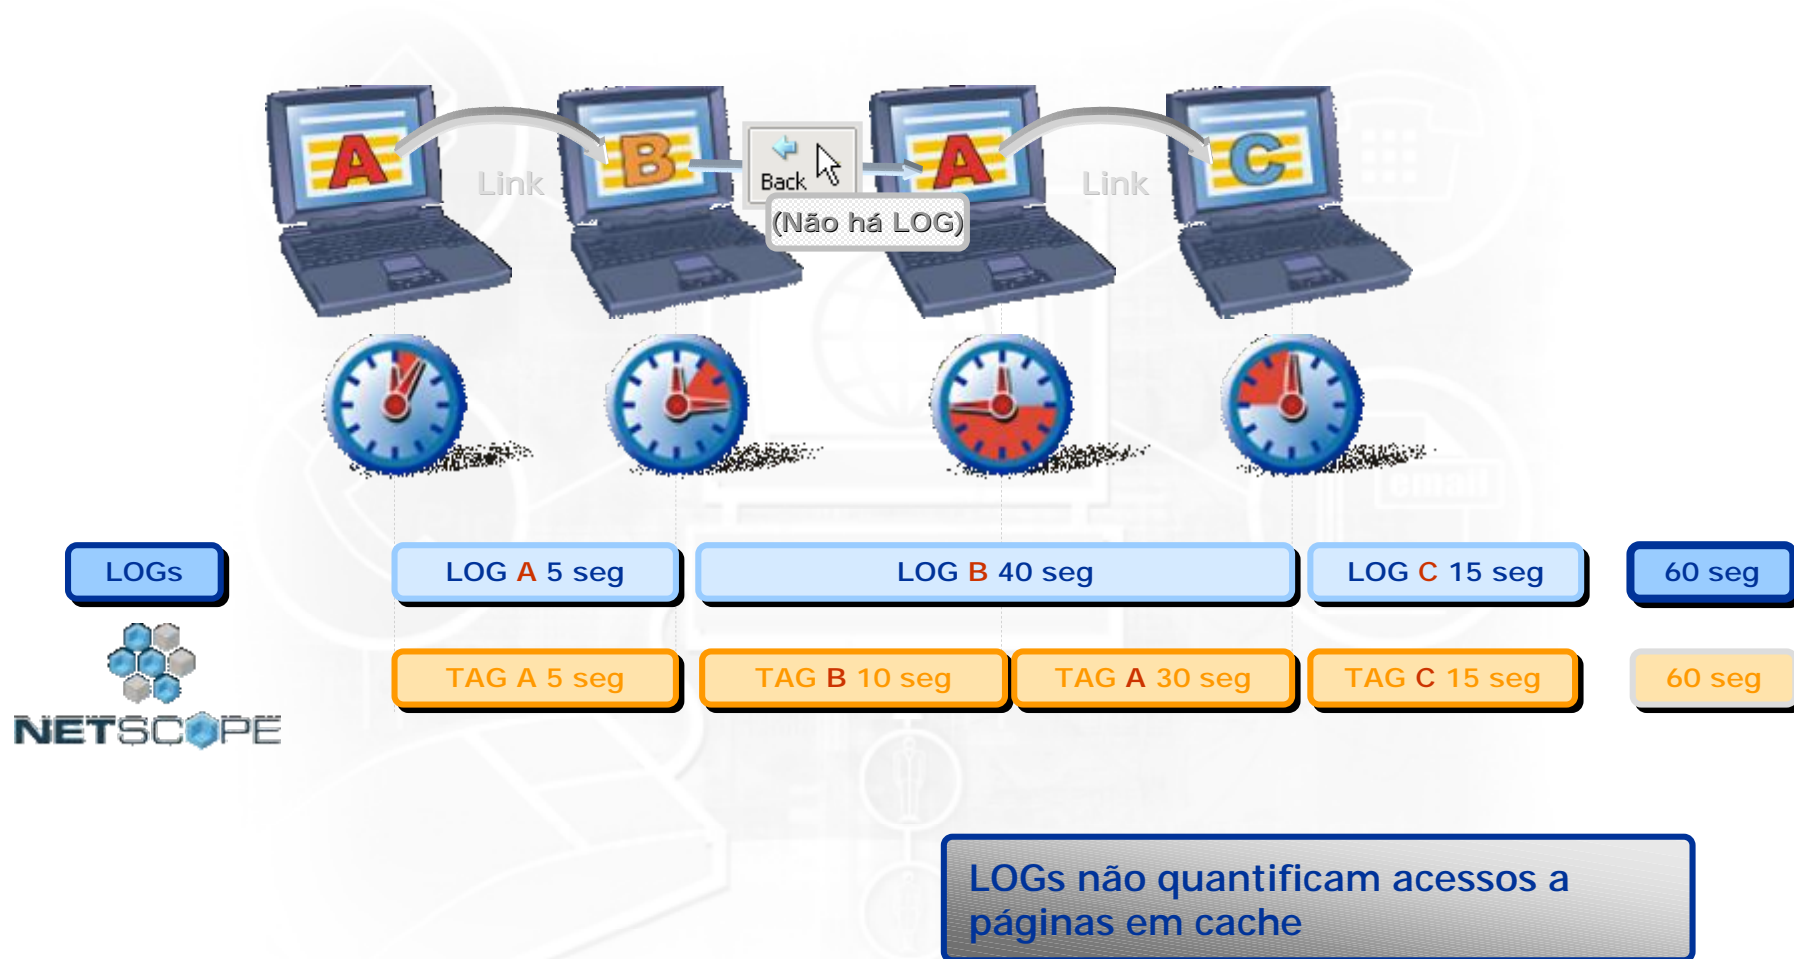 A
B
A
C
Link
Back
Link
(Não há LOG)
email
LOGs
LOG A 5 seg
LOG B 40 seg
LOG C 15 seg
60 seg
TAG A 5 seg
TAG B 10 seg
TAG A 30 seg
TAG C 15 seg
60 seg
NETSCOPE
LOGs não quantificam acessos a
páginas em cache